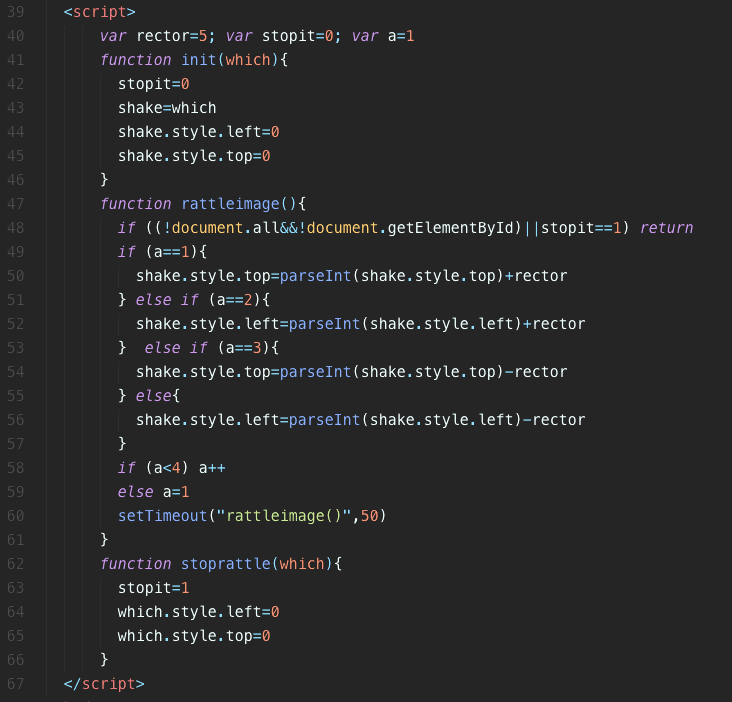 39 <script>
40 var rector=5; var stopit=0; var a=1
41 function init(which){
42 stopit=0
43 shake=which
44 shake.style.left=0
45 shake.style.top=0
46 }
47 function rattleimage(){
48 if ((!document.all&&!document.getElementById)||stopit==1) return
49 if (a==1){
50 shake.style.top=parseInt(shake.style.top)+rector
51 } else if (a==2){
52 shake.style.left=parseInt(shake.style.left)+rector
53 }  else if (a==3){
54 shake.style.top=parseInt(shake.style.top)-rector
55 } else{
56 shake.style.left=parseInt(shake.style.left)-rector
57 }
58 if (a<4) a++
59 else a=1
60 setTimeout("rattleimage()",50)
61 }
62 function stoprattle(which){
63 stopit=1
64 which.style.left=0
65 which.style.top=0
66 }
67 </script>